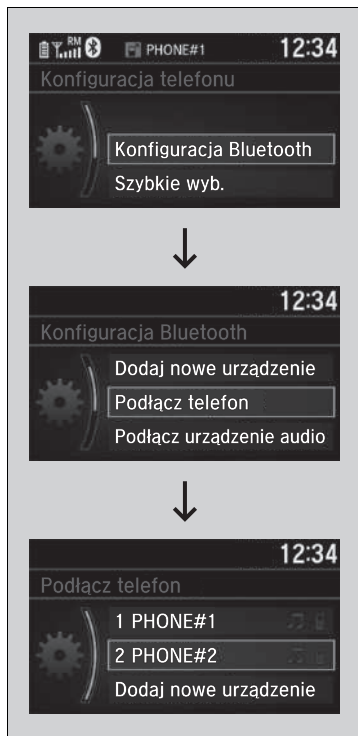 RM PHONE#1 12:34
Konfiguracja telefonu
Konfiguracja Bluetooth
Szybkie wyb.
12:34
Konfiguracja Bluetooth
Dodaj nowe urządzenie
Podłącz telefon
Podłącz urządzenie audio
12:34
Podłącz telefon
1 PHONE#1
2 PHONE#2
Dodaj nowe urządzenie